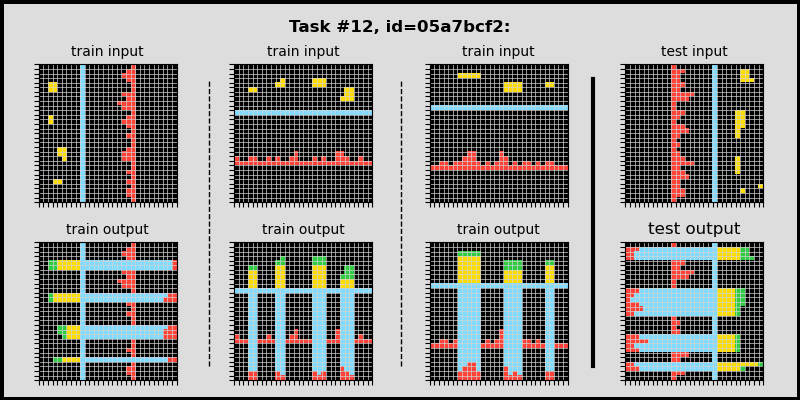 Task #12, id=05a7bcf2:
train input
train input
train input
test input
train output
train output
train output
test output